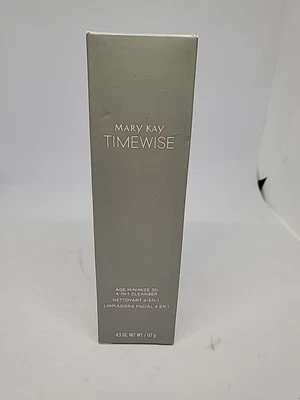 MARY KAY
TIMEWISE
AGE MINIMIZE 3D
4-IN-1 CLEANSER
NETTOYANT 4-EN-1
LIMPIADORA FACIAL 4 EN 1
4.5 OZ. NET WT. / 127 g